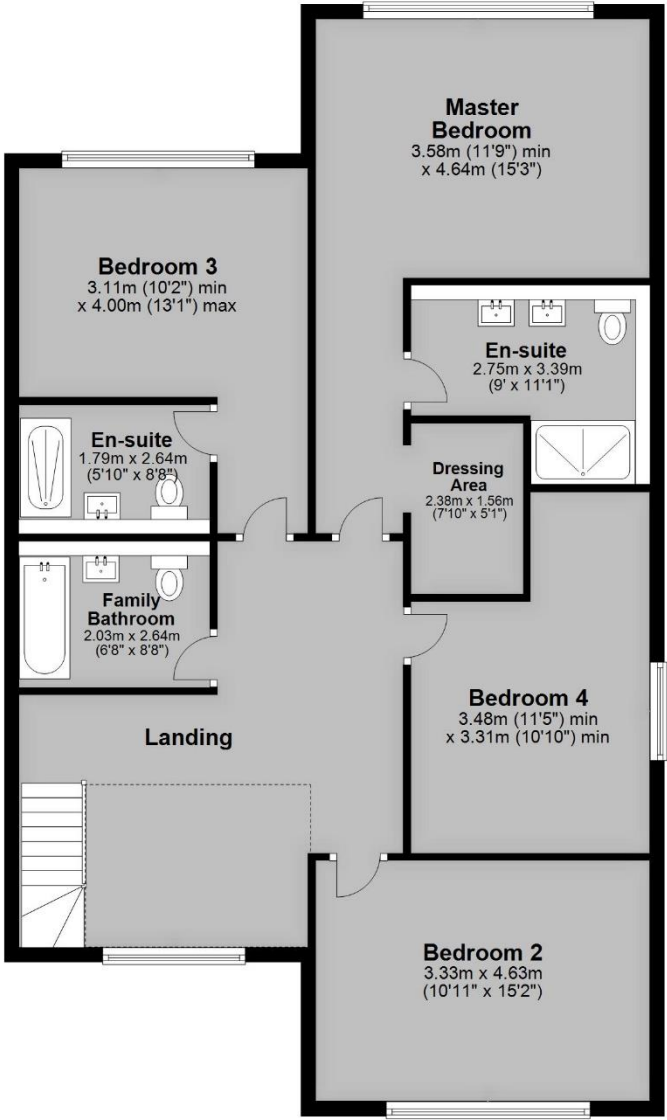 Master
Bedroom
3.58m (11'9") min
x 4.64m (15'3")
Bedroom 3
3.11m (10'2") min
x 4.00m (13'1") max
En-suite
2.75m x 3.39m
(9' x 11'1")
En-suite
1.79m x 2.64m
(5'10" x 8'8")
Dressing
Area
2.38m x 1.56m
(7'10" x 5'1")
Family
Bathroom
2.03m x 2.64m
(6'8" x 8'8")
Landing
Bedroom 4
3.48m (11'5") min
x 3.31m (10'10") min
Bedroom 2
3.33m x 4.63m
(10'11" x 15'2")